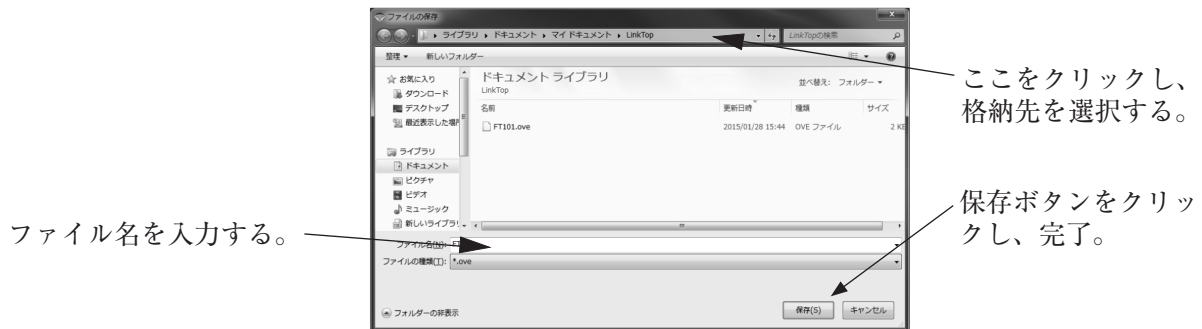 ファイルの保存
ライブラリ ▸ ドキュメント ▸ マイ ドキュメント ▸ LinkTop
LinkTopの検索
整理 ▼ 新しいフォルダー
お気に入り
ダウンロード
デスクトップ
最近表示した場所
ライブラリ
ドキュメント
ピクチャ
ビデオ
ミュージック
新しいライブラリ
ドキュメント ライブラリ
LinkTop
並べ替え: フォルダー ▼
名前 更新日時 種類 サイズ
FT101.ove 2015/01/28 15:44 OVE ファイル 2 KB
ファイル名(N):
ファイルの種類(T): *.ove
フォルダーの非表示
保存(S) キャンセル
ここをクリックし、
格納先を選択する。
保存ボタンをクリッ
クし、完了。
ファイル名を入力する。